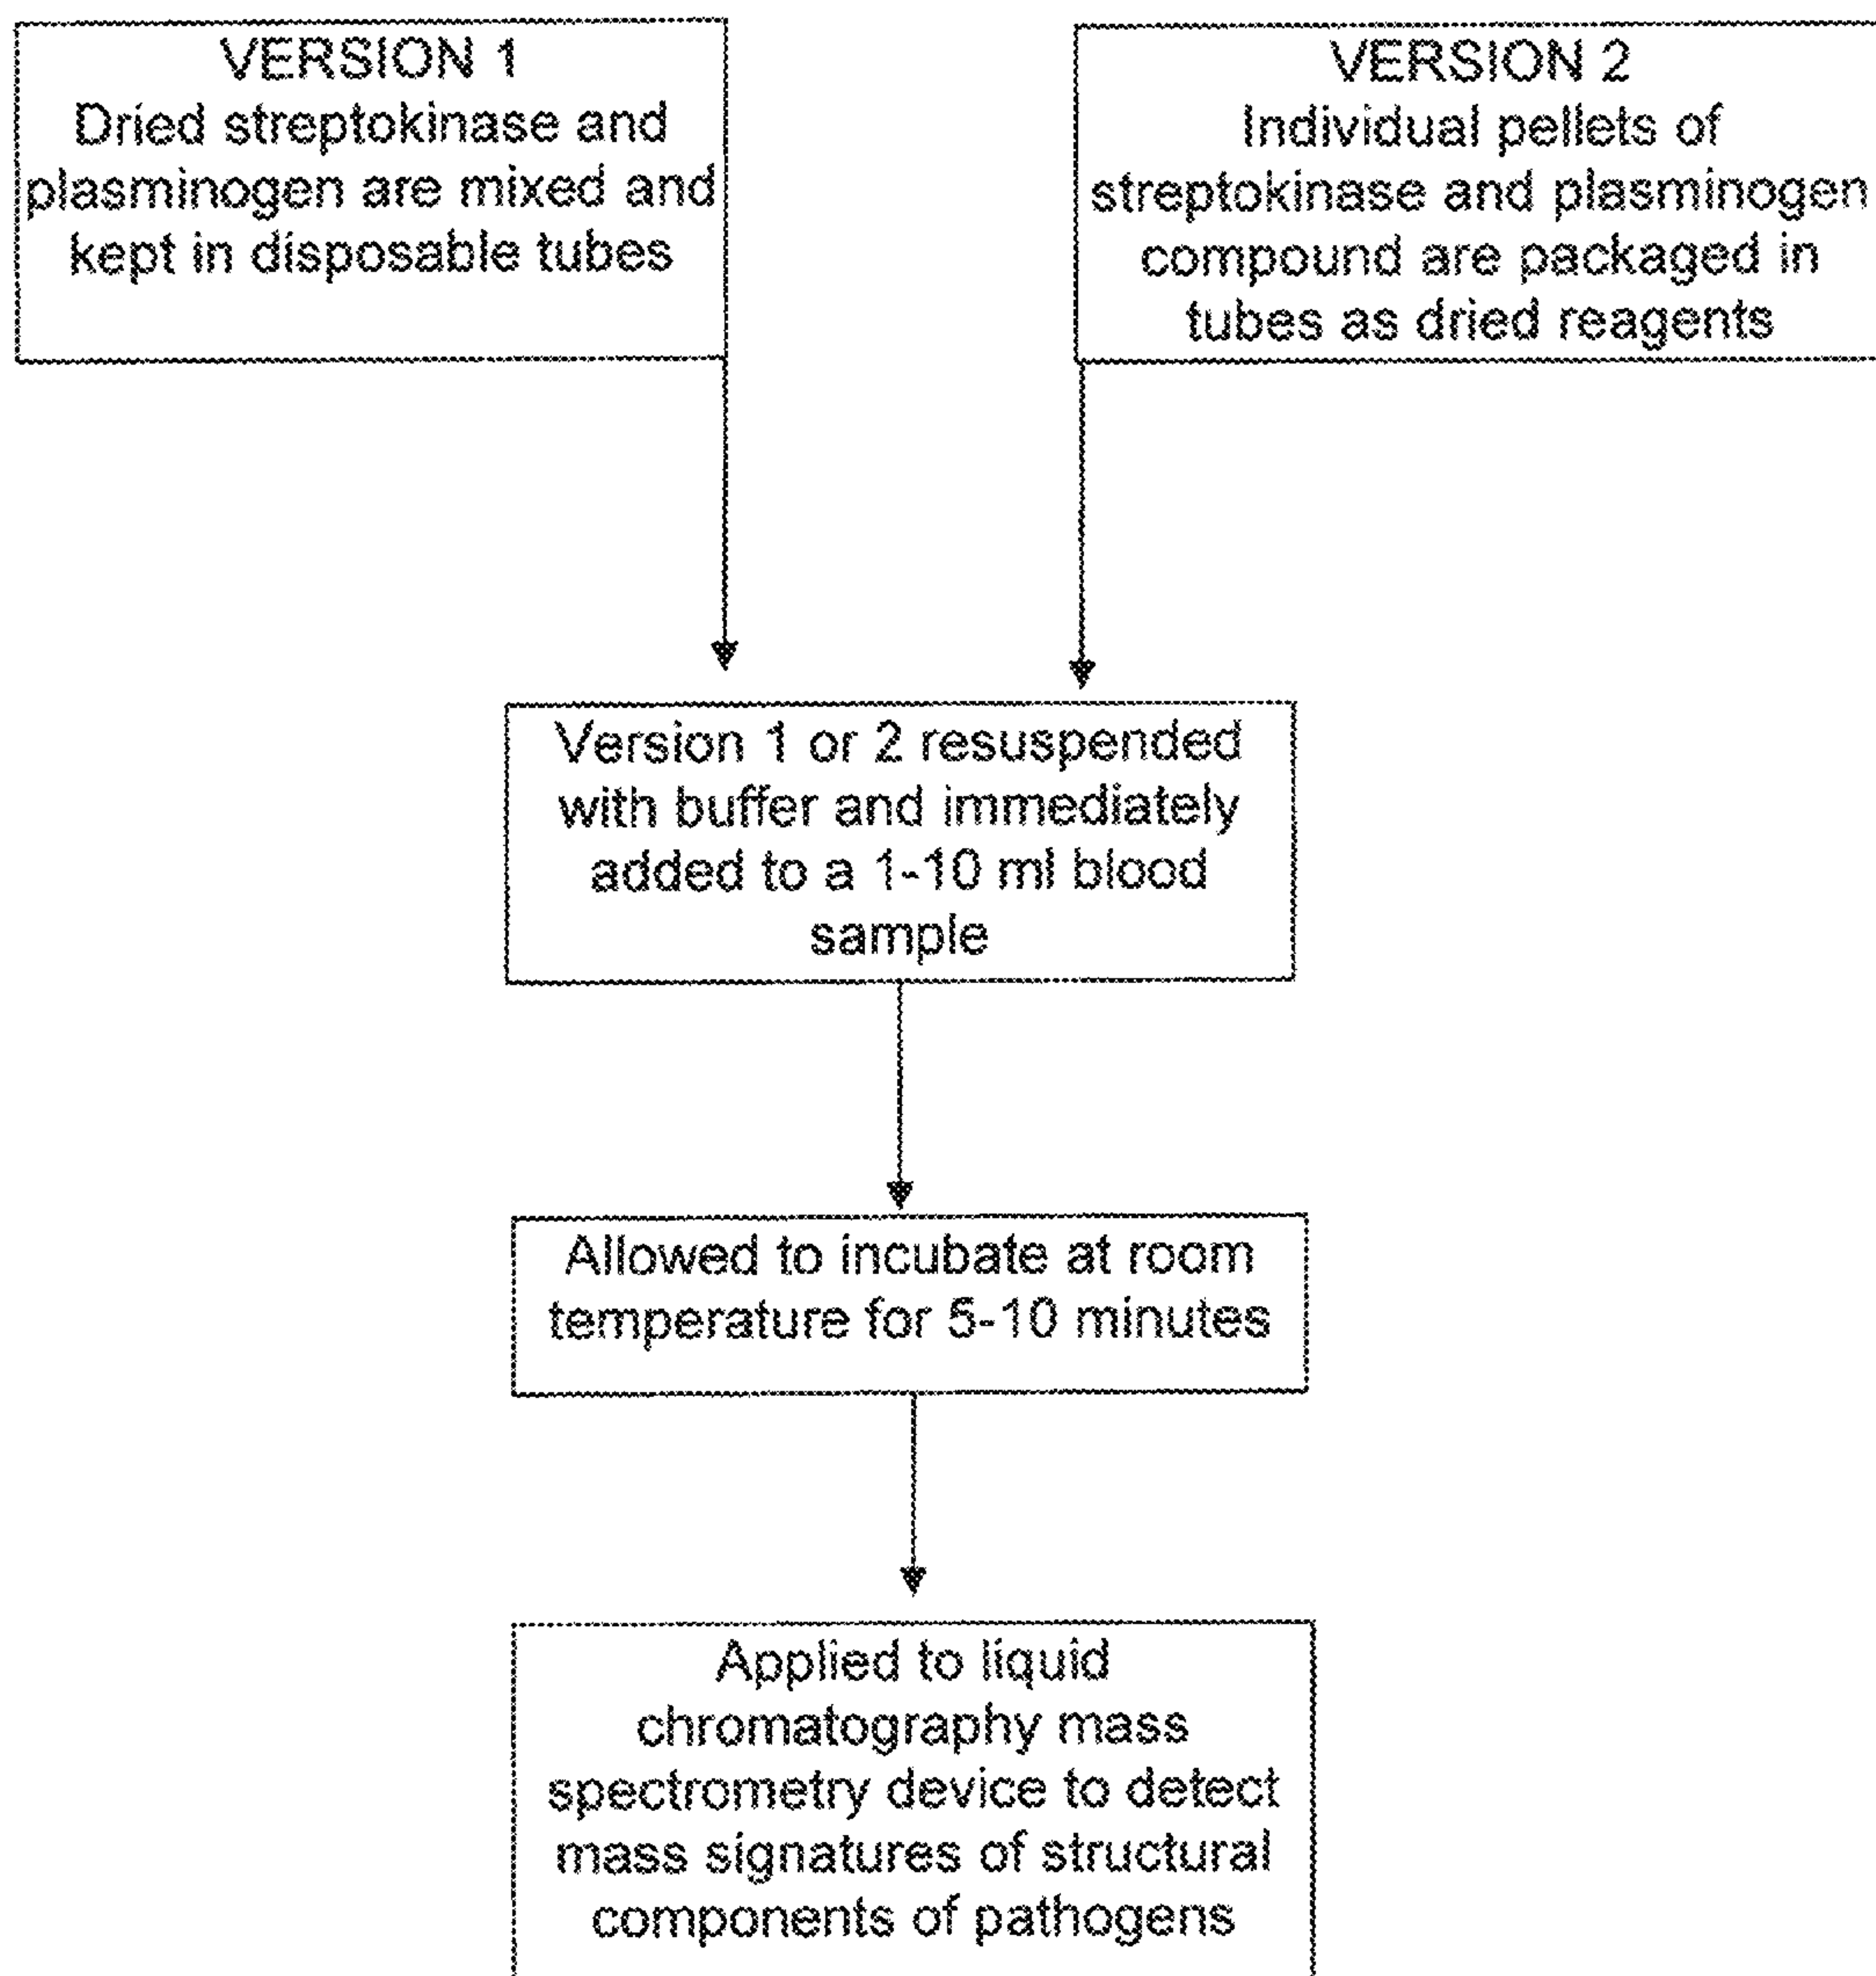 VERSION 1
Dried streptokinase and
plasminogen are mixed and
kept in disposable tubes
VERSION 2
Individual pellets of
streptokinase and plasminogen
compound are packaged in
tubes as dried reagents
Version 1 or 2 resuspended
with buffer and immediately
added to a 1-10 ml blood
sample
Allowed to incubate at room
temperature for 5-10 minutes
Applied to liquid
chromatography mass
spectrometry device to detect
mass signatures of structural
components of pathogens